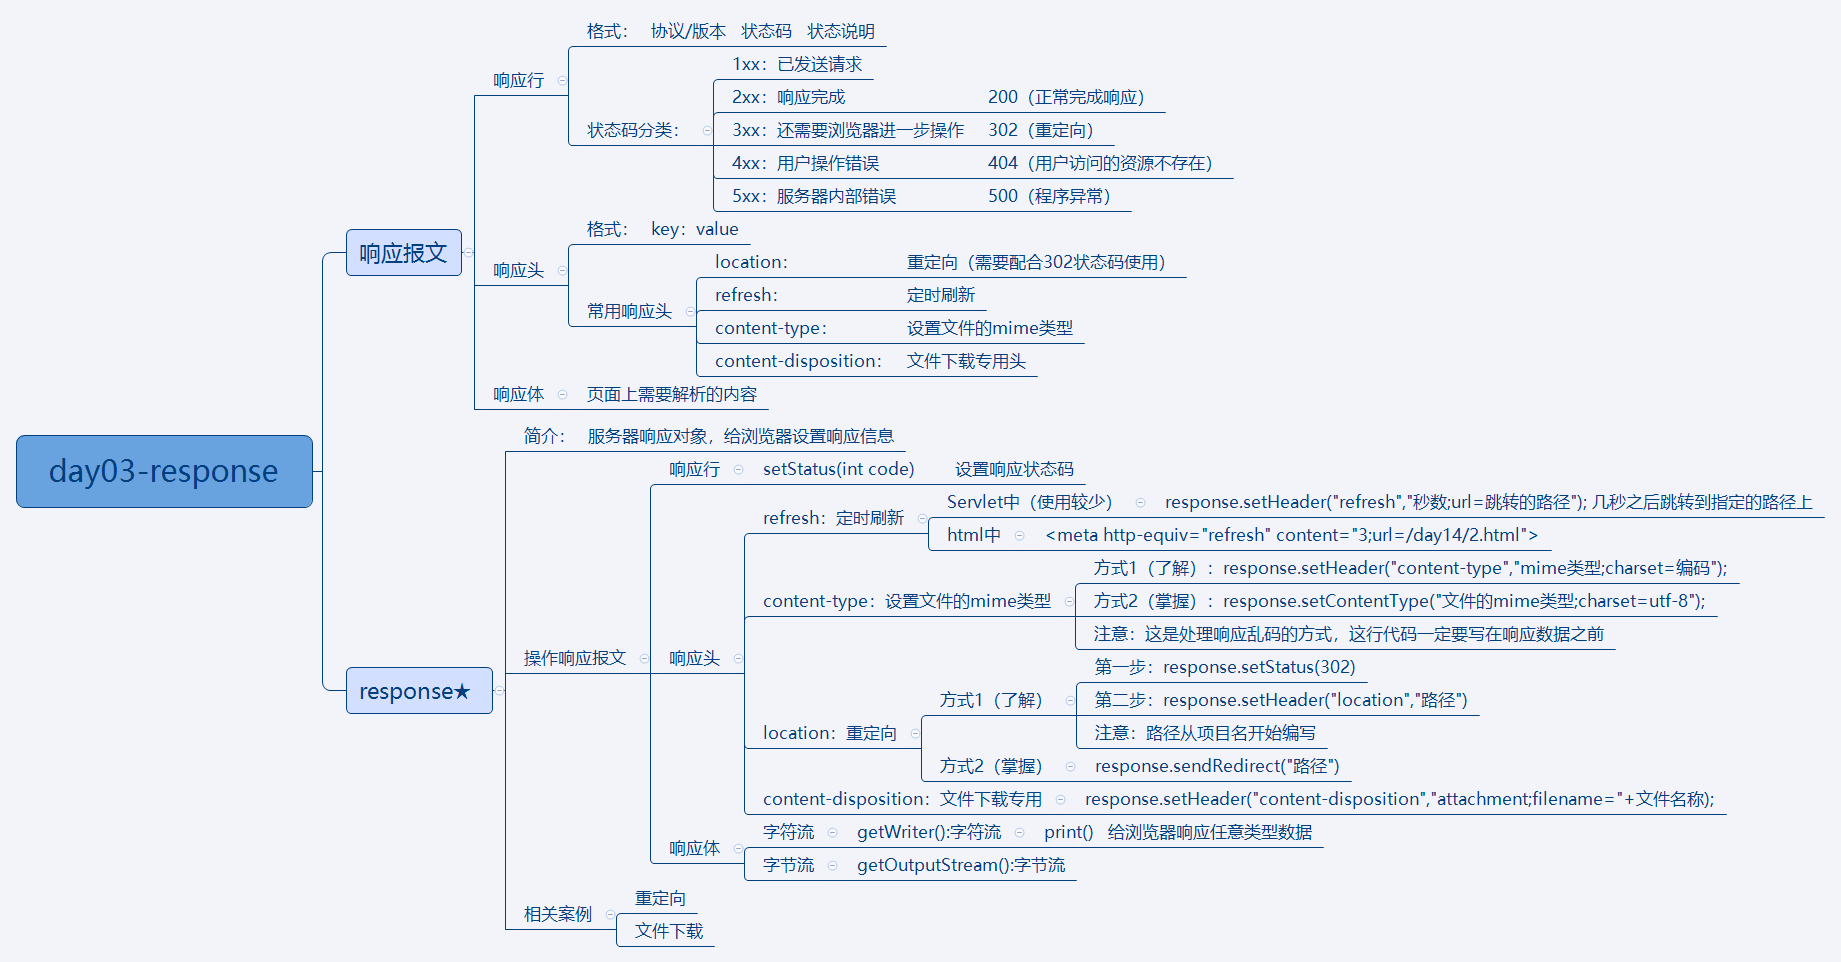 day03-response
响应报文
响应行
格式： 协议/版本 状态码 状态说明
状态码分类：
1xx：已发送请求
2xx：响应完成 200（正常完成响应）
3xx：还需要浏览器进一步操作 302（重定向）
4xx：用户操作错误 404（用户访问的资源不存在）
5xx：服务器内部错误 500（程序异常）
响应头
格式： key：value
常用响应头
location： 重定向（需要配合302状态码使用）
refresh： 定时刷新
content-type： 设置文件的mime类型
content-disposition： 文件下载专用头
响应体
页面上需要解析的内容
response★
简介： 服务器响应对象，给浏览器设置响应信息
操作响应报文
响应行
setStatus(int code) 设置响应状态码
响应头
refresh：定时刷新
Servlet中（使用较少）
response.setHeader("refresh","秒数;url=跳转的路径"); 几秒之后跳转到指定的路径上
html中
<meta http-equiv="refresh" content="3;url=/day14/2.html">
content-type：设置文件的mime类型
方式1（了解）：response.setHeader("content-type","mime类型;charset=编码");
方式2（掌握）：response.setContentType("文件的mime类型;charset=utf-8");
注意：这是处理响应乱码的方式，这行代码一定要写在响应数据之前
location：重定向
方式1（了解）
第一步：response.setStatus(302)
第二步：response.setHeader("location","路径")
注意：路径从项目名开始编写
方式2（掌握）
response.sendRedirect("路径")
content-disposition：文件下载专用
response.setHeader("content-disposition","attachment;filename="+文件名称);
响应体
字符流
getWriter():字符流
print() 给浏览器响应任意类型数据
字节流
getOutputStream():字节流
相关案例
重定向
文件下载